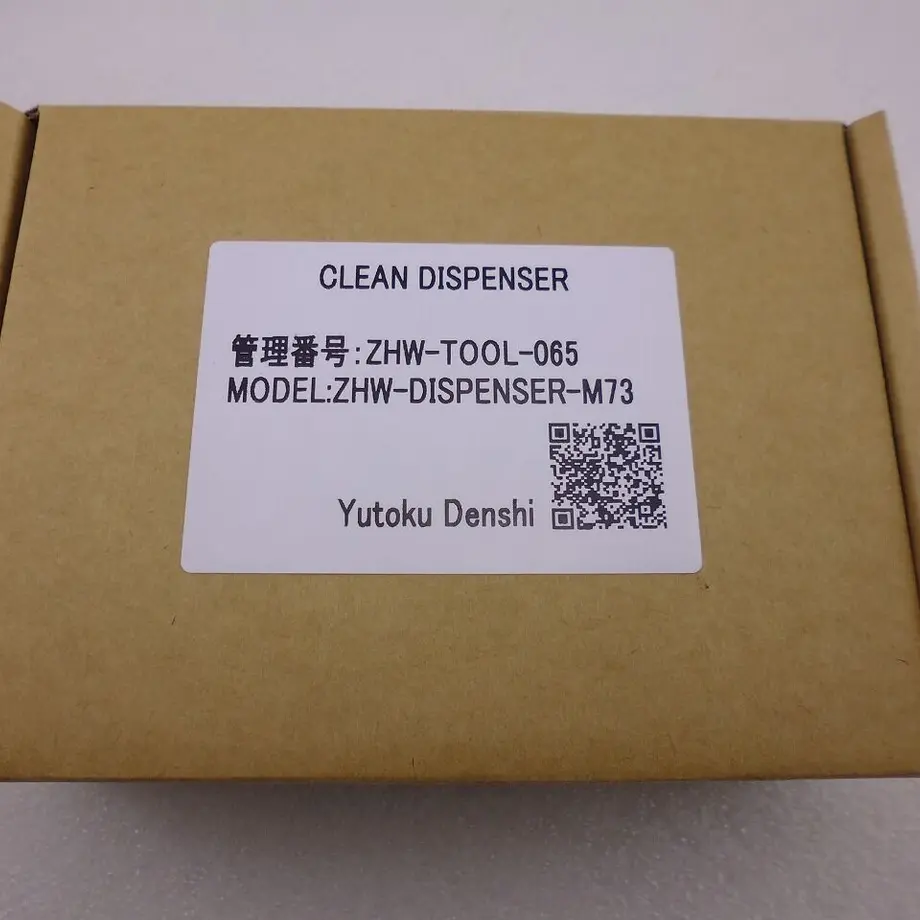 CLEAN DISPENSER
管理番号:ZHW-TOOL-065
MODEL:ZHW-DISPENSER-M73
Yutoku Denshi